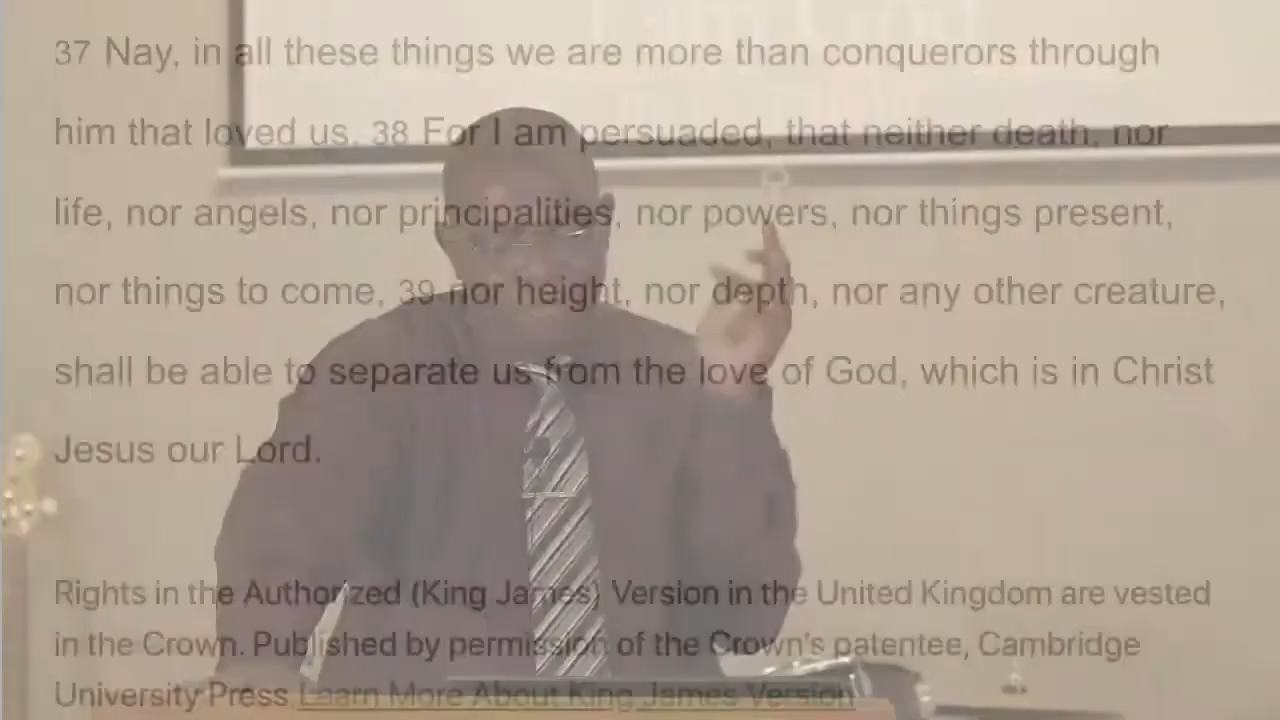 37 Nay, in all these things we are more than conquerors through
him that loved us. 38 For I am persuaded, that neither death, nor
life, nor angels, nor principalities, nor powers, nor things present,
nor things to come, 39 nor height, nor depth, nor any other creature,
shall be able to separate us from the love of God, which is in Christ
Jesus our Lord.
Rights in the Authorized (King James) Version in the United Kingdom are vested
in the Crown. Published by permission of the Crown's patentee, Cambridge
University Press Learn More About King James Version